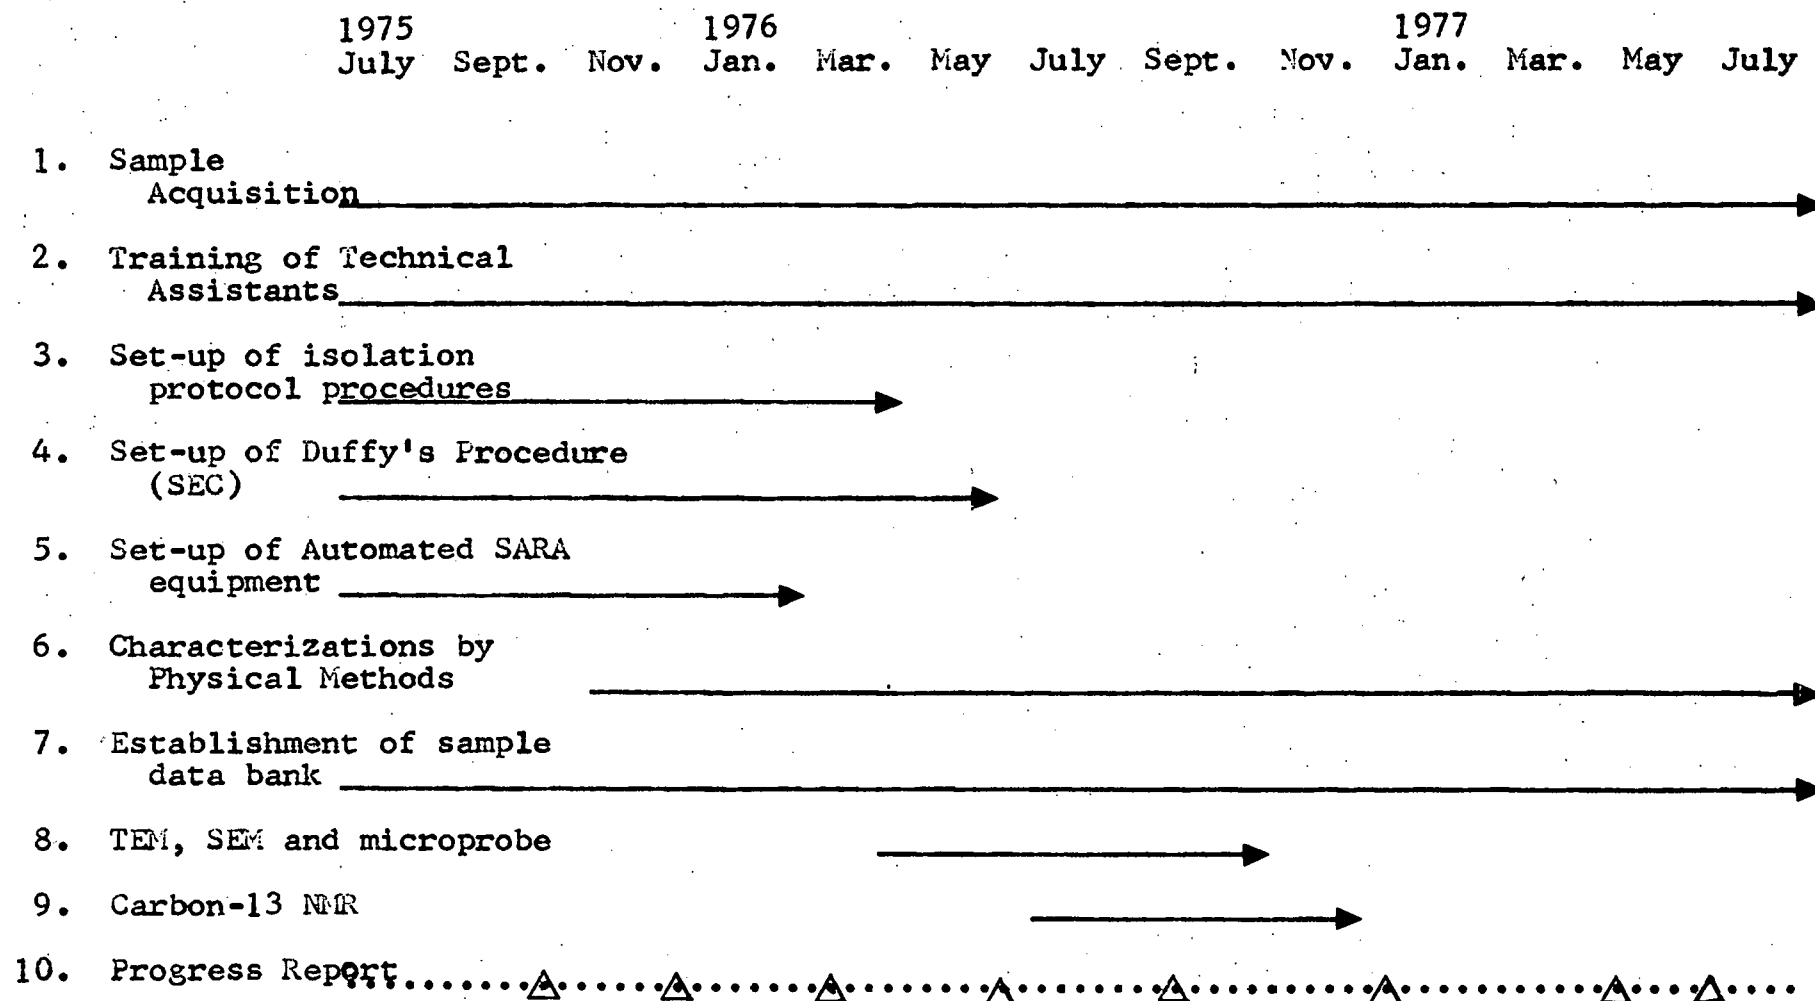 1975 1976 1977
July Sept. Nov. Jan. Mar. May July Sept. Nov. Jan. Mar. May July
1. Sample
Acquisition
2. Training of Technical
Assistants
3. Set-up of isolation
protocol procedures
4. Set-up of Duffy's Procedure
(SEC)
5. Set-up of Automated SARA
equipment
6. Characterizations by
Physical Methods
7. Establishment of sample
data bank
8. TEM, SEM and microprobe
9. Carbon-13 NMR
10. Progress Report